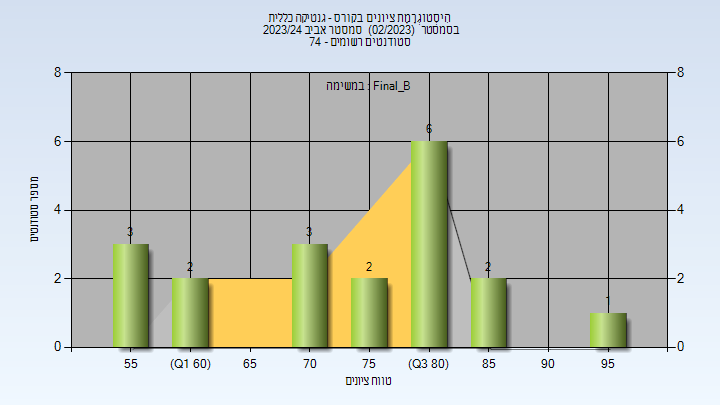 היסטוגרמת ציונים בקורס - גנטיקה כללית
בסמסטר (02/2023) סמסטר אביב 2023/24
סטודנטים רשומים - 74
במשימה : Final_B
8 8
6 6
4 4
2 2
0 0
מספר סטודנטים
3 2 3 2 6 2 1
55 (Q1 60) 65 70 75 (Q3 80) 85 90 95
טווח ציונים